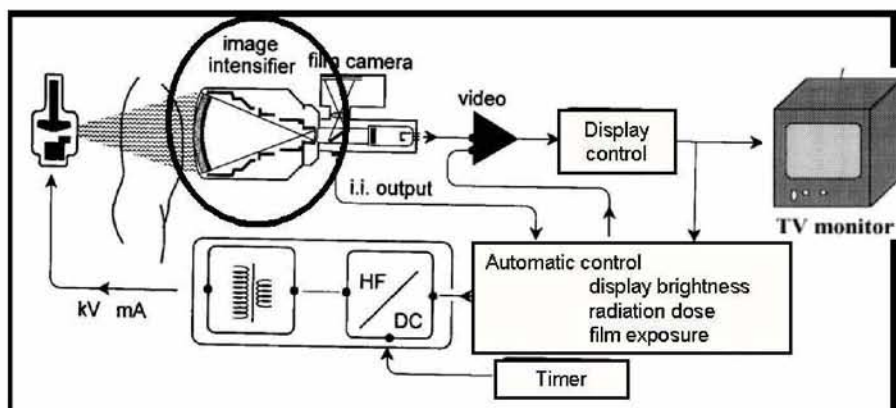 image
intensifier
film camera
video
Display
control
TV monitor
i.i. output
Automatic control
display brightness
radiation dose
film exposure
HF
DC
kV mA
Timer